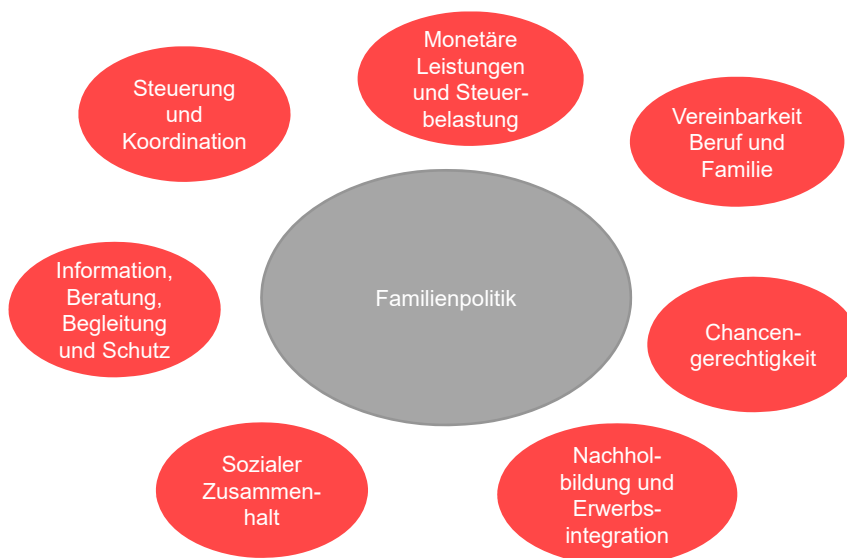 Monetäre
Leistungen
und Steuer-
belastung
Steuerung
und
Koordination
Vereinbarkeit
Beruf und
Familie
Information,
Beratung,
Begleitung
und Schutz
Familienpolitik
Chancen-
gerechtigkeit
Sozialer
Zusammen-
halt
Nachhol-
bildung und
Erwerbs-
integration